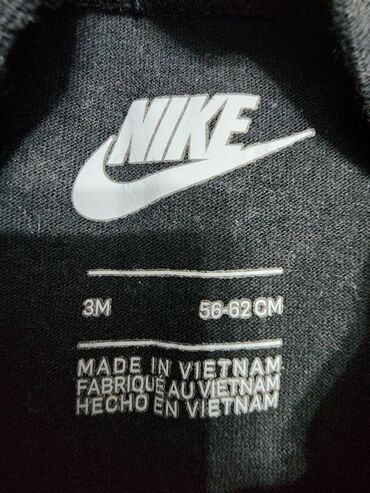 NIKE
3M 56-62 CM
MADE IN VIETNAM
FABRIQUÉ AU VIETNAM
HECHO EN VIETNAM